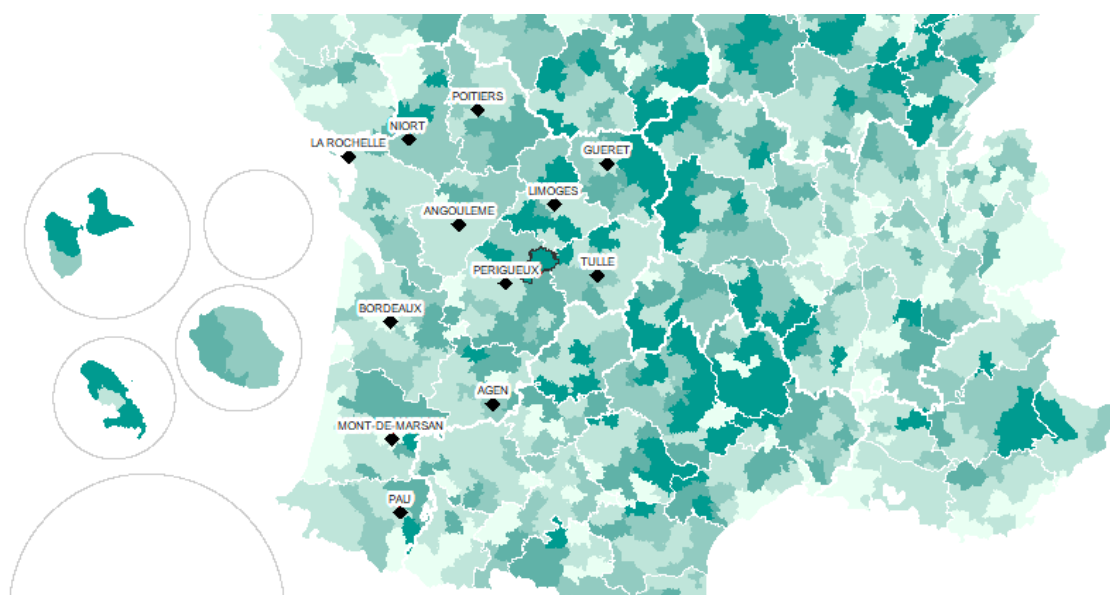 POITIERS
NIORT
LA ROCHELLE
GUERET
LIMOGES
ANGOULEME
PERIGUEUX
TULLE
BORDEAUX
AGEN
MONT-DE-MARSAN
PAU